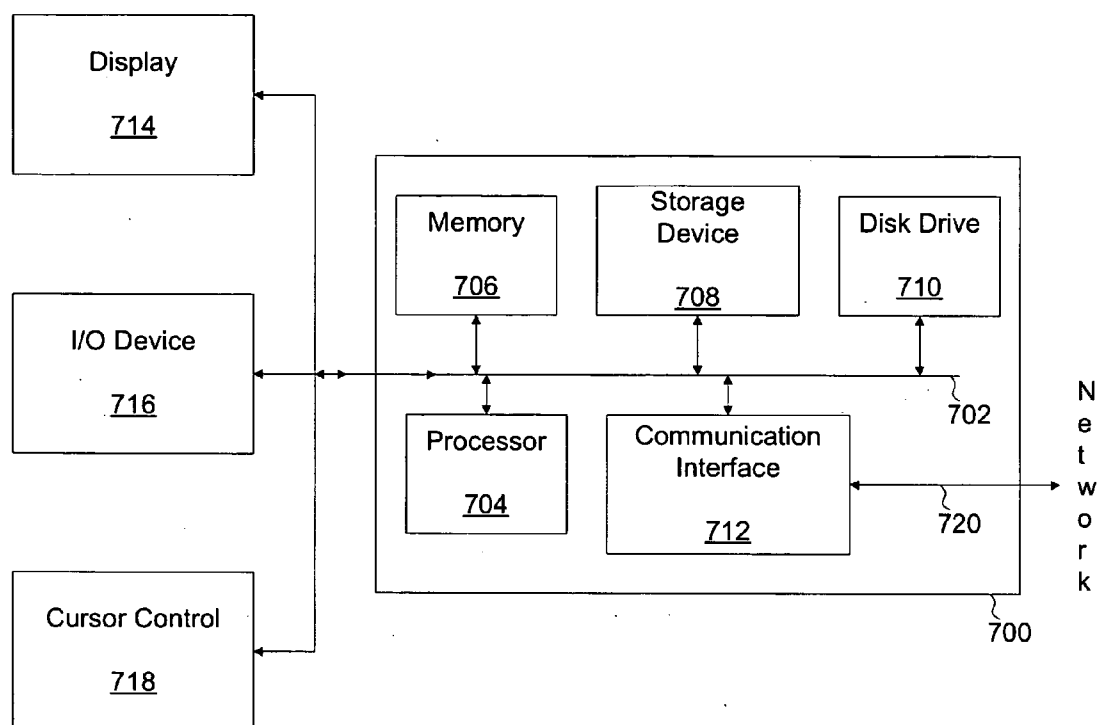 Display
714
I/O Device
716
Cursor Control
718
Memory
706
Storage
Device
708
Disk Drive
710
702
Processor
704
Communication
Interface
712
720
700
Network